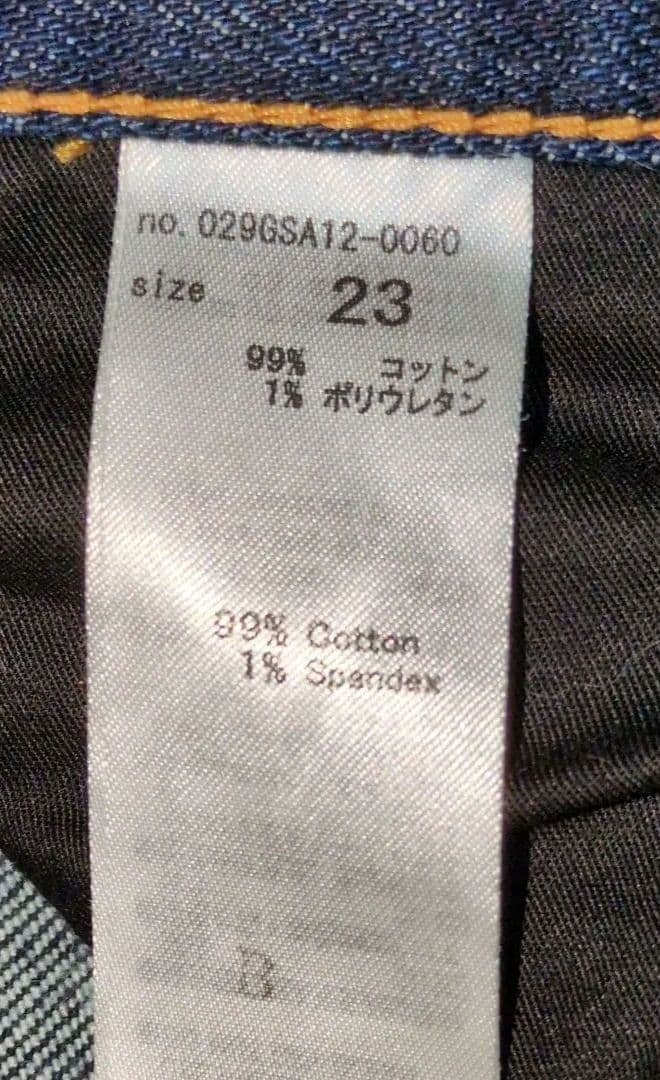 no. 029GSA12-0060
size 23
99% コットン
1% ポリウレタン
99% Cotton
1% Spandex
B